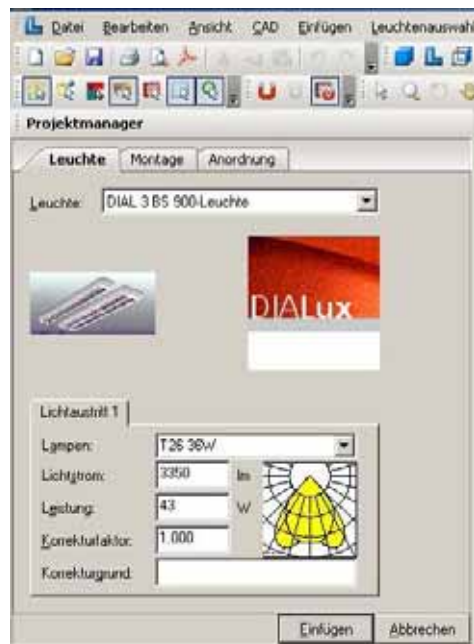 Datei Bearbeiten Ansicht CAD Einfügen Leuchtenauswahl
Projektmanager
Leuchte Montage Anordnung
Leuchte: DIAL 3 BS 900-Leuchte
DIALux
Lichtaustritt 1
Lampen: T26 36W
Lichtstrom: 3350 lm
Leistung: 43 W
Korrekturfaktor: 1.000
Korrekturgrund:
Einfügen Abbrechen